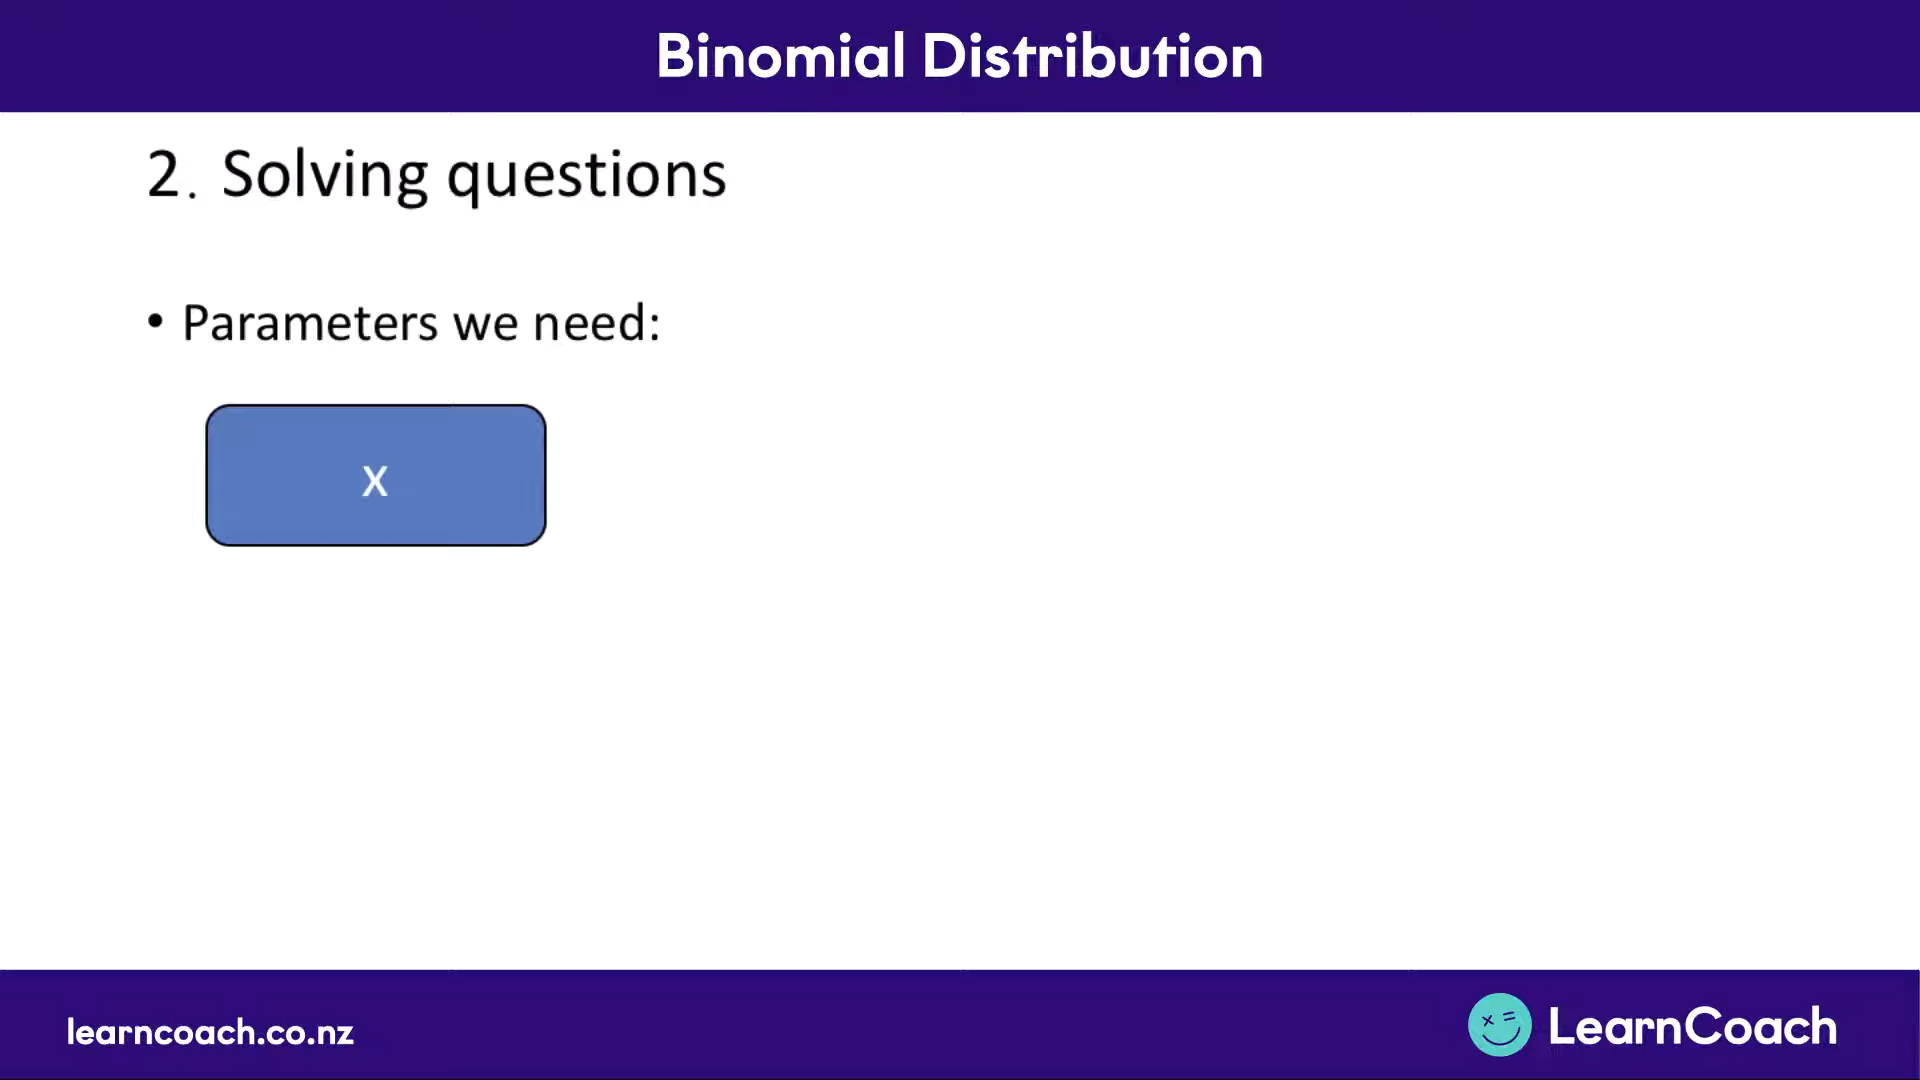 Binomial Distribution
2. Solving questions
• Parameters we need:
X
learncoach.co.nz
LearnCoach